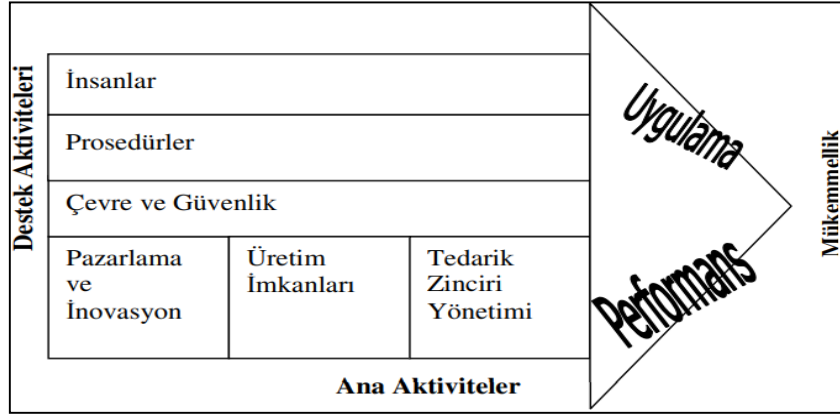 Destek Aktiviteleri
İnsanlar
Prosedürler
Çevre ve Güvenlik
Pazarlama
ve
İnovasyon
Üretim
İmkanları
Tedarik
Zinciri
Yönetimi
Ana Aktiviteler
Uygulama
Performans
Mükemmellik